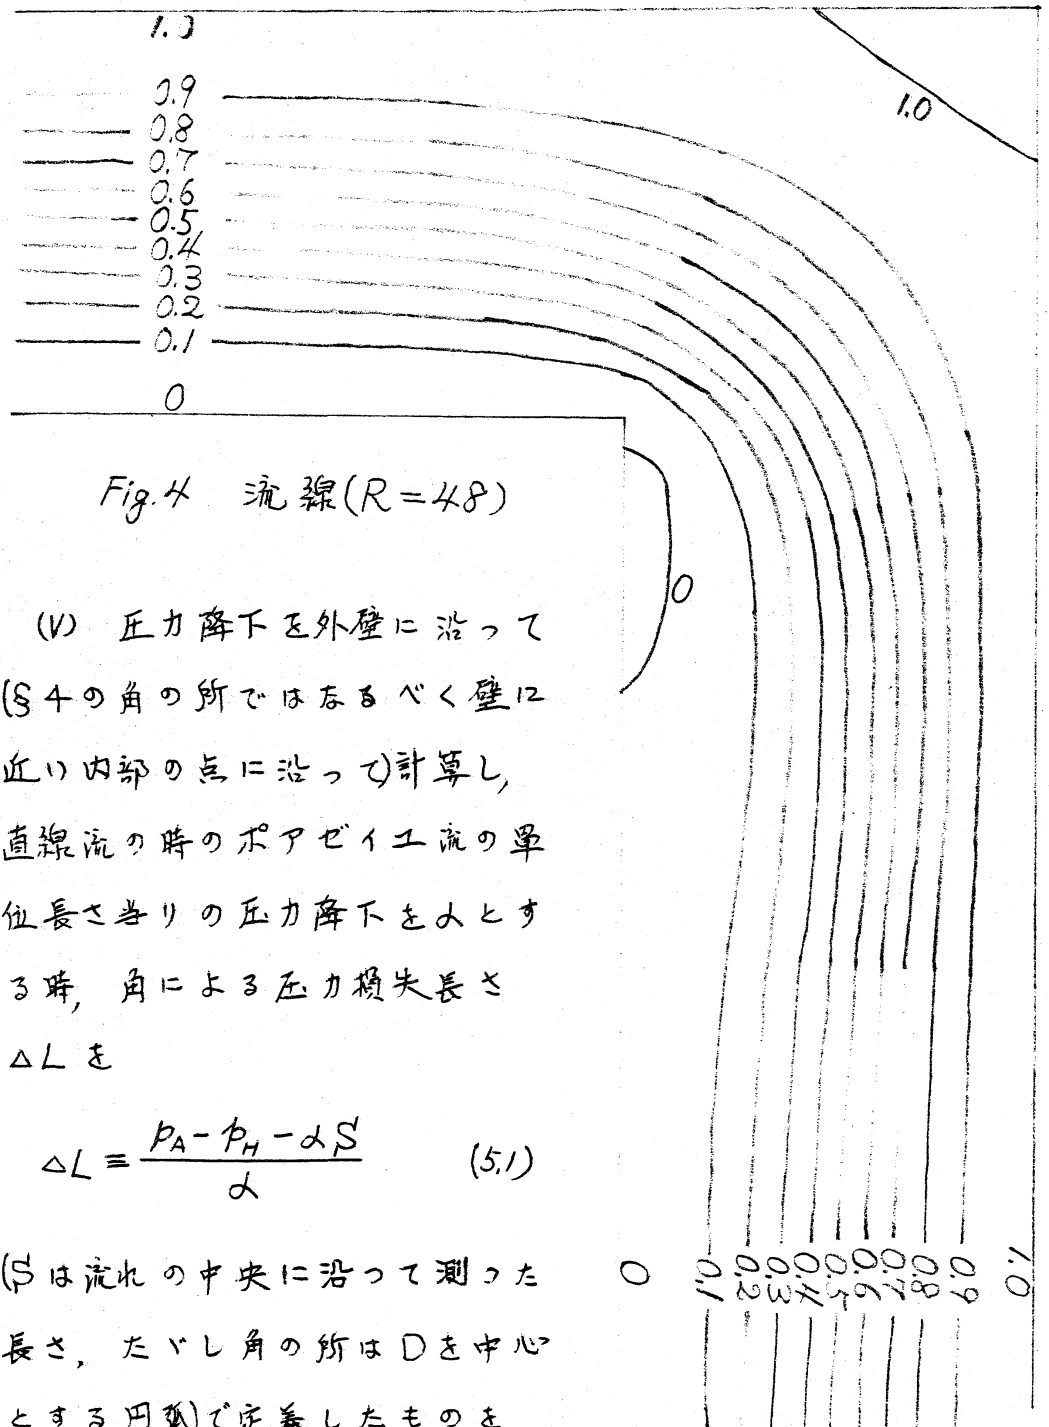 1.0
0.9
0.8
0.7
0.6
0.5
0.4
0.3
0.2
0.1
0
1.0
0
Fig.4 流線(R=48)
(V) 圧力降下を外壁に沿って
(§4の角の所ではなるべく壁に
近い内部の点に沿って)計算し,
直線流の時のポアゼイエ流の単
位長さ当りの圧力降下をαとす
る時, 角による圧力損失長さ
△Lを
△L ≡ (p_A − p_H − αS) / α (5.1)
(Sは流れの中央に沿って測った
長さ, たゞし角の所はDを中心
とする円弧)で定義したものを
0
0.1
0.2
0.3
0.4
0.5
0.6
0.7
0.8
0.9
1.0